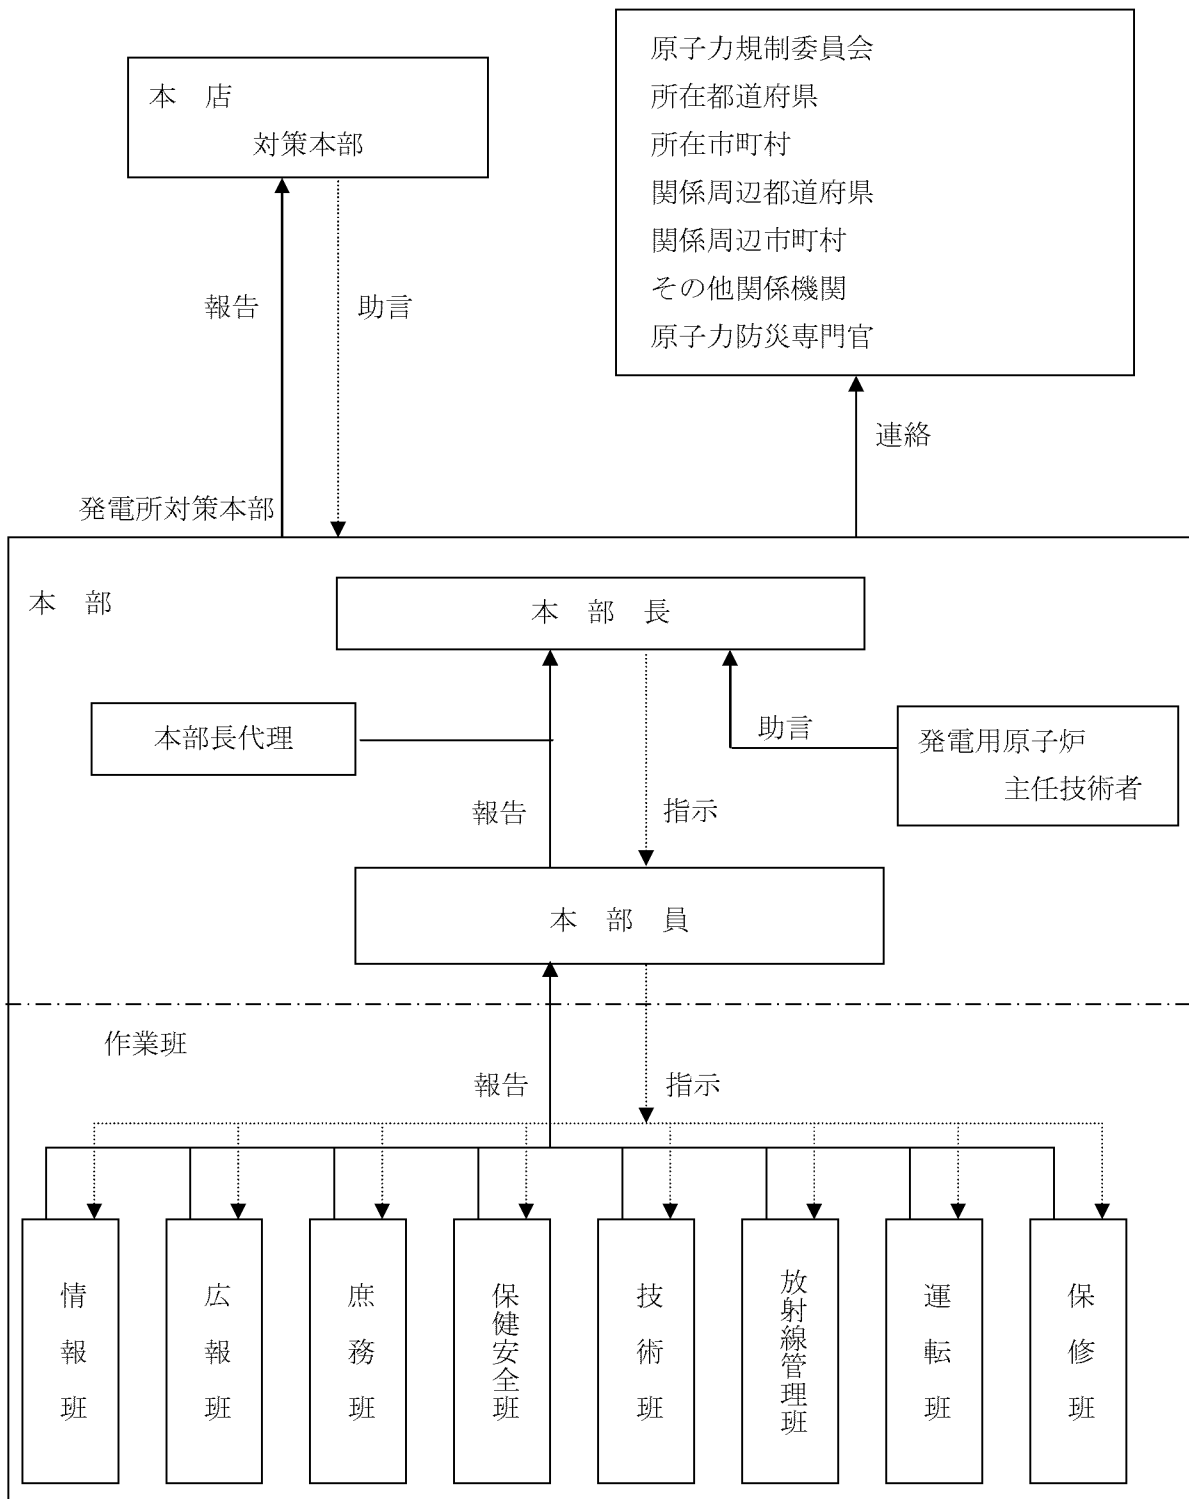 本　店
対策本部
原子力規制委員会
所在都道府県
所在市町村
関係周辺都道府県
関係周辺市町村
その他関係機関
原子力防災専門官
報告
助言
連絡
発電所対策本部
本　部
本　部　長
本部長代理
助言
発電用原子炉
主任技術者
報告
指示
本　部　員
作業班
報告
指示
情報班
広報班
庶務班
保健安全班
技術班
放射線管理班
運転班
保修班